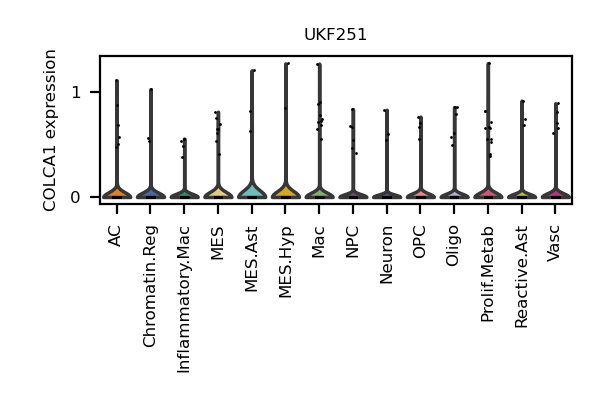 UKF251
COLCA1 expression
1
0
AC
Chromatin.Reg
Inflammatory.Mac
MES
MES.Ast
MES.Hyp
Mac
NPC
Neuron
OPC
Oligo
Prolif.Metab
Reactive.Ast
Vasc